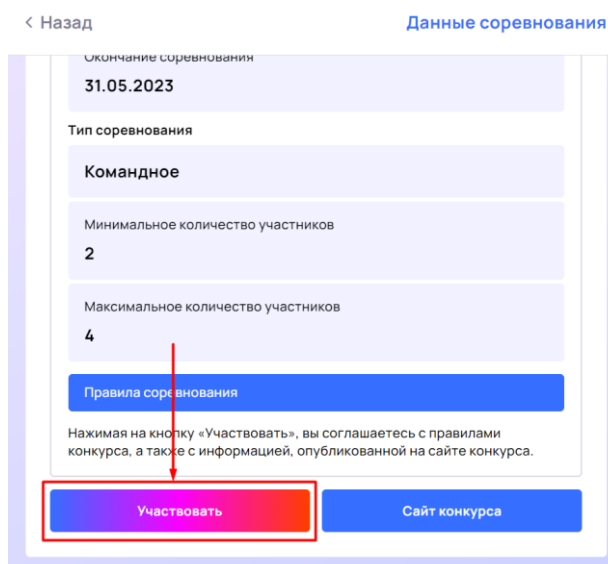 < Назад
Данные соревнования
Окончание соревнования
31.05.2023
Тип соревнования
Командное
Минимальное количество участников
2
Максимальное количество участников
4
Правила соревнования
Нажимая на кнопку «Участвовать», вы соглашаетесь с правилами
конкурса, а также с информацией, опубликованной на сайте конкурса.
Участвовать
Сайт конкурса